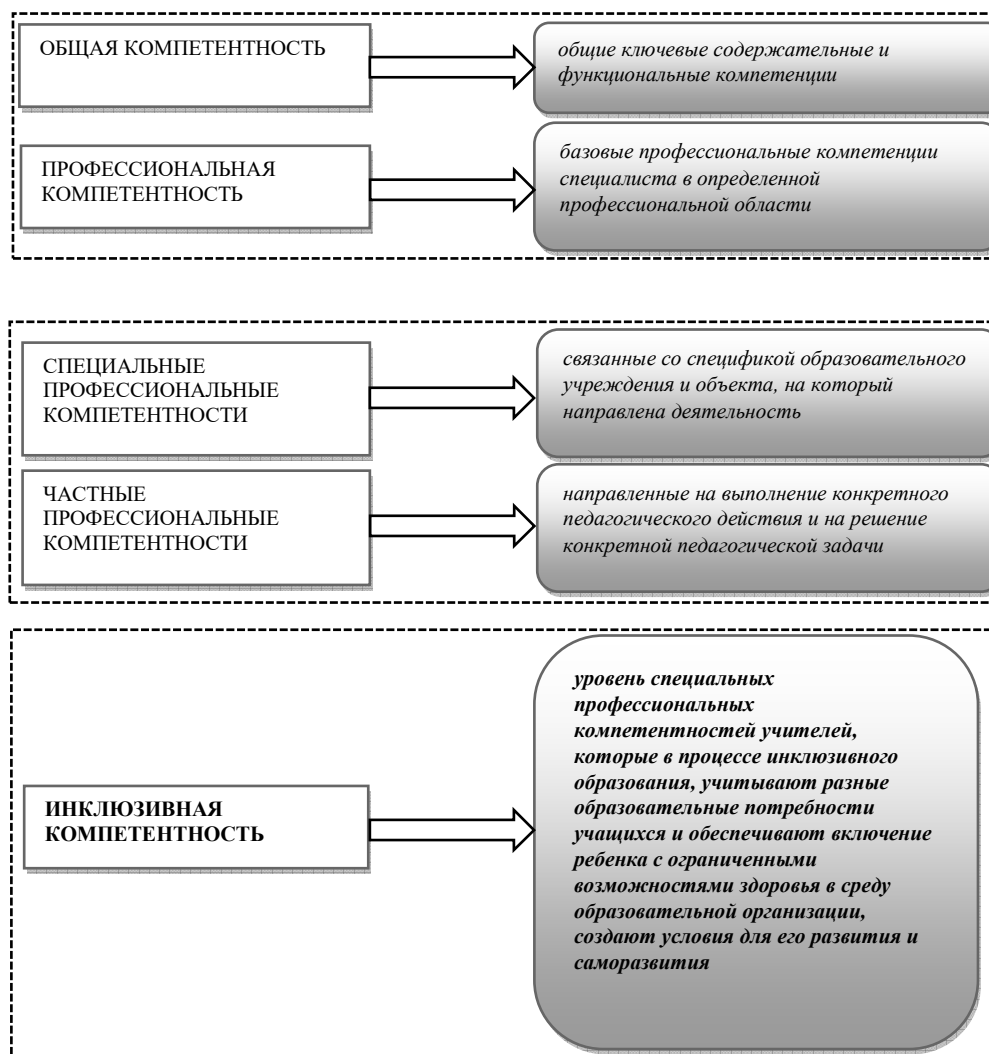 ОБЩАЯ КОМПЕТЕНТНОСТЬ
общие ключевые содержательные и
функциональные компетенции
ПРОФЕССИОНАЛЬНАЯ
КОМПЕТЕНТНОСТЬ
базовые профессиональные компетенции
специалиста в определенной
профессиональной области
СПЕЦИАЛЬНЫЕ
ПРОФЕССИОНАЛЬНЫЕ
КОМПЕТЕНТНОСТИ
связанные со спецификой образовательного
учреждения и объекта, на который
направлена деятельность
ЧАСТНЫЕ
ПРОФЕССИОНАЛЬНЫЕ
КОМПЕТЕНТНОСТИ
направленные на выполнение конкретного
педагогического действия и на решение
конкретной педагогической задачи
ИНКЛЮЗИВНАЯ
КОМПЕТЕНТНОСТЬ
уровень специальных
профессиональных
компетентностей учителей,
которые в процессе инклюзивного
образования, учитывают разные
образовательные потребности
учащихся и обеспечивают включение
ребенка с ограниченными
возможностями здоровья в среду
образовательной организации,
создают условия для его развития и
саморазвития